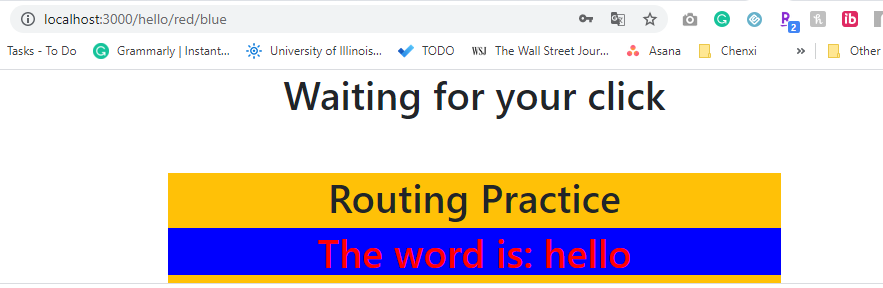 localhost:3000/hello/red/blue
2
Tasks - To Do Grammarly | Instant... University of Illinois... TODO WSJ The Wall Street Jour... Asana Chenxi » Other
Waiting for your click
Routing Practice
The word is: hello